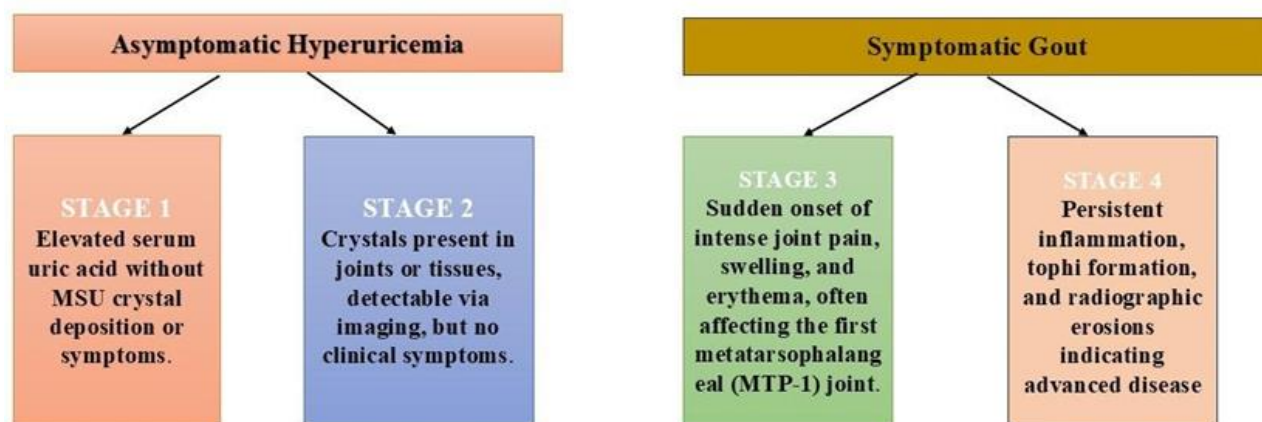 Asymptomatic Hyperuricemia
Symptomatic Gout
STAGE 1
Elevated serum
uric acid without
MSU crystal
deposition or
symptoms.
STAGE 2
Crystals present in
joints or tissues,
detectable via
imaging, but no
clinical symptoms.
STAGE 3
Sudden onset of
intense joint pain,
swelling, and
erythema, often
affecting the first
metatarsophalang
eal (MTP-1) joint.
STAGE 4
Persistent
inflammation,
tophi formation,
and radiographic
erosions
indicating
advanced disease